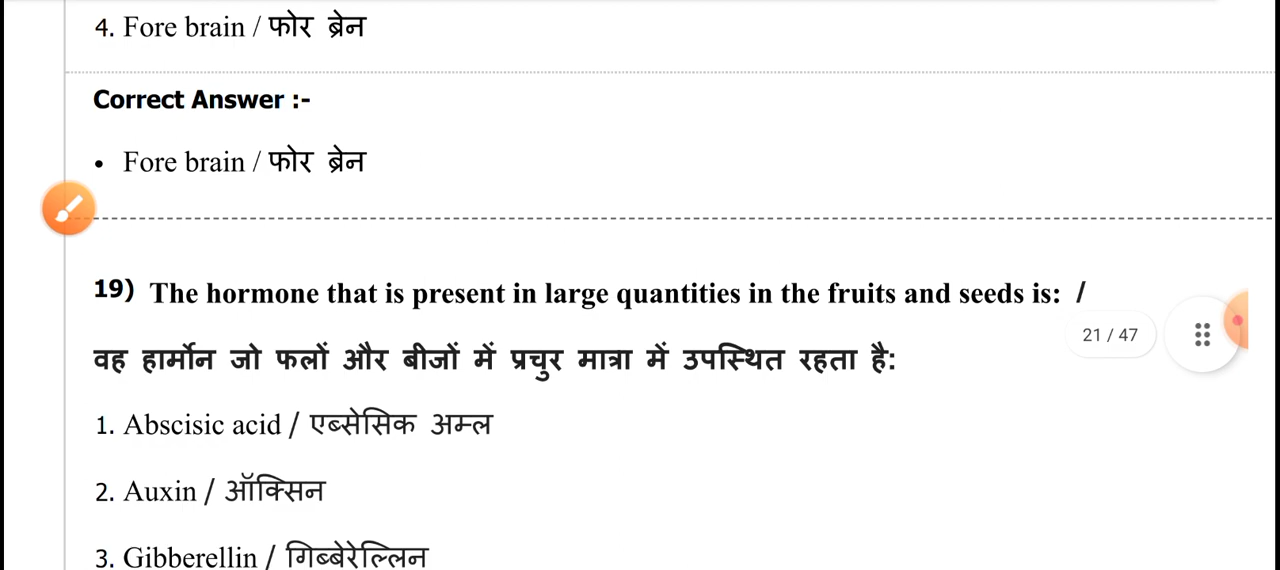 4. Fore brain / फोर ब्रेन
Correct Answer :-
• Fore brain / फोर ब्रेन
19) The hormone that is present in large quantities in the fruits and seeds is: /
21 / 47
वह हार्मोन जो फलों और बीजों में प्रचुर मात्रा में उपस्थित रहता है:
1. Abscisic acid / एब्सेसिक अम्ल
2. Auxin / ऑक्सिन
3. Gibberellin / गिब्बेरेल्लिन